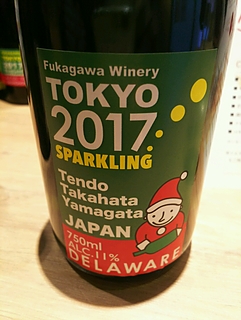 Fukagawa Winery
TOKYO
2017
SPARKLING
Tendo
Takahata
Yamagata
JAPAN
750ml
ALC.11%
DELAWARE